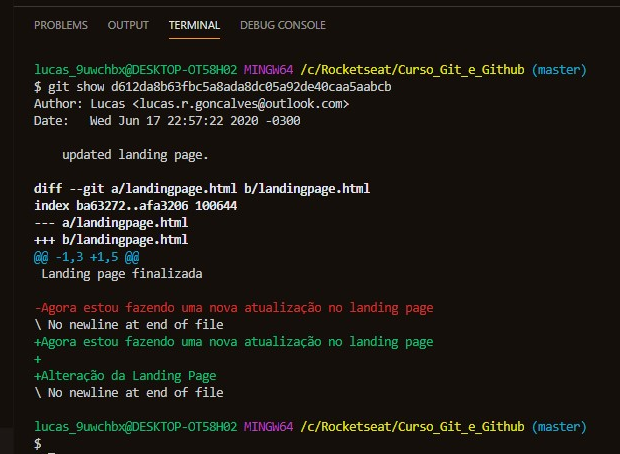 PROBLEMS OUTPUT TERMINAL DEBUG CONSOLE
lucas_9uwchbx@DESKTOP-OT58H02 MINGW64 /c/Rocketseat/Curso_Git_e_Github (master)
$ git show d612da8b63fbc5a8ada8dc05a92de40caa5aabcb
Author: Lucas <lucas.r.goncalves@outlook.com>
Date:   Wed Jun 17 22:57:22 2020 -0300
    updated landing page.
diff --git a/landingpage.html b/landingpage.html
index ba63272..afa3206 100644
--- a/landingpage.html
+++ b/landingpage.html
@@ -1,3 +1,5 @@
 Landing page finalizada
-Agora estou fazendo uma nova atualização no landing page
\ No newline at end of file
+Agora estou fazendo uma nova atualização no landing page
+
+Alteração da Landing Page
\ No newline at end of file
lucas_9uwchbx@DESKTOP-OT58H02 MINGW64 /c/Rocketseat/Curso_Git_e_Github (master)
$